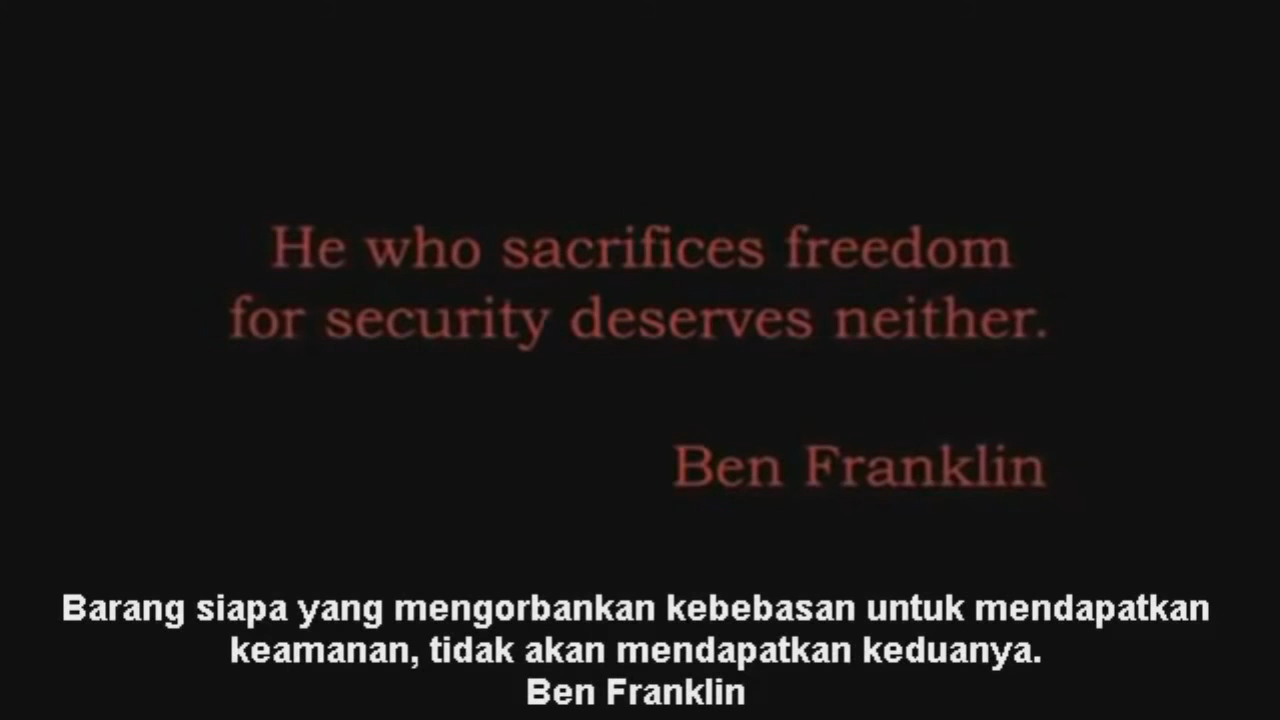 He who sacrifices freedom
for security deserves neither.
Ben Franklin
Barang siapa yang mengorbankan kebebasan untuk mendapatkan
keamanan, tidak akan mendapatkan keduanya.
Ben Franklin